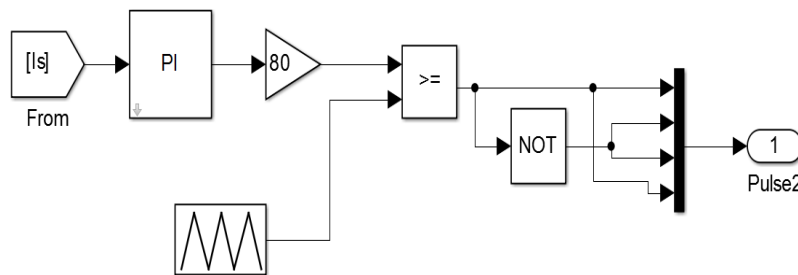 [Is]
From
PI
80
>=
NOT
1
Pulse2